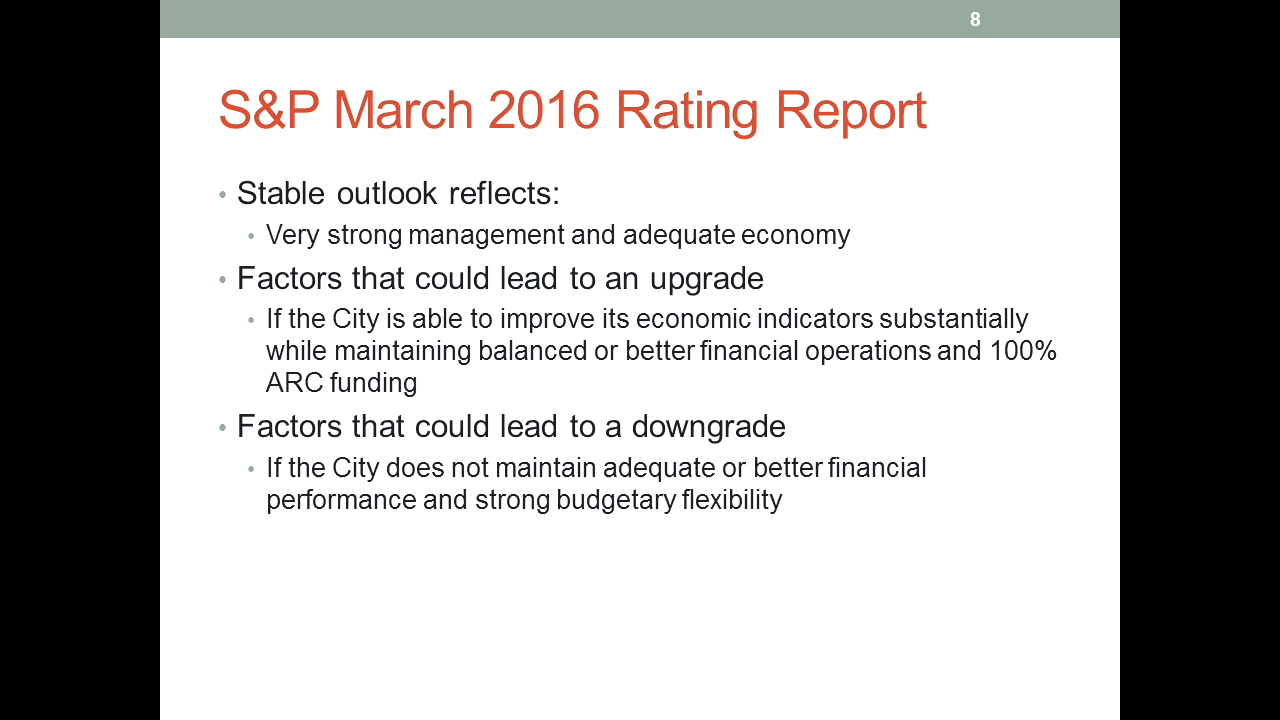 8
S&P March 2016 Rating Report
• Stable outlook reflects:
• Very strong management and adequate economy
• Factors that could lead to an upgrade
• If the City is able to improve its economic indicators substantially
while maintaining balanced or better financial operations and 100%
ARC funding
• Factors that could lead to a downgrade
• If the City does not maintain adequate or better financial
performance and strong budgetary flexibility